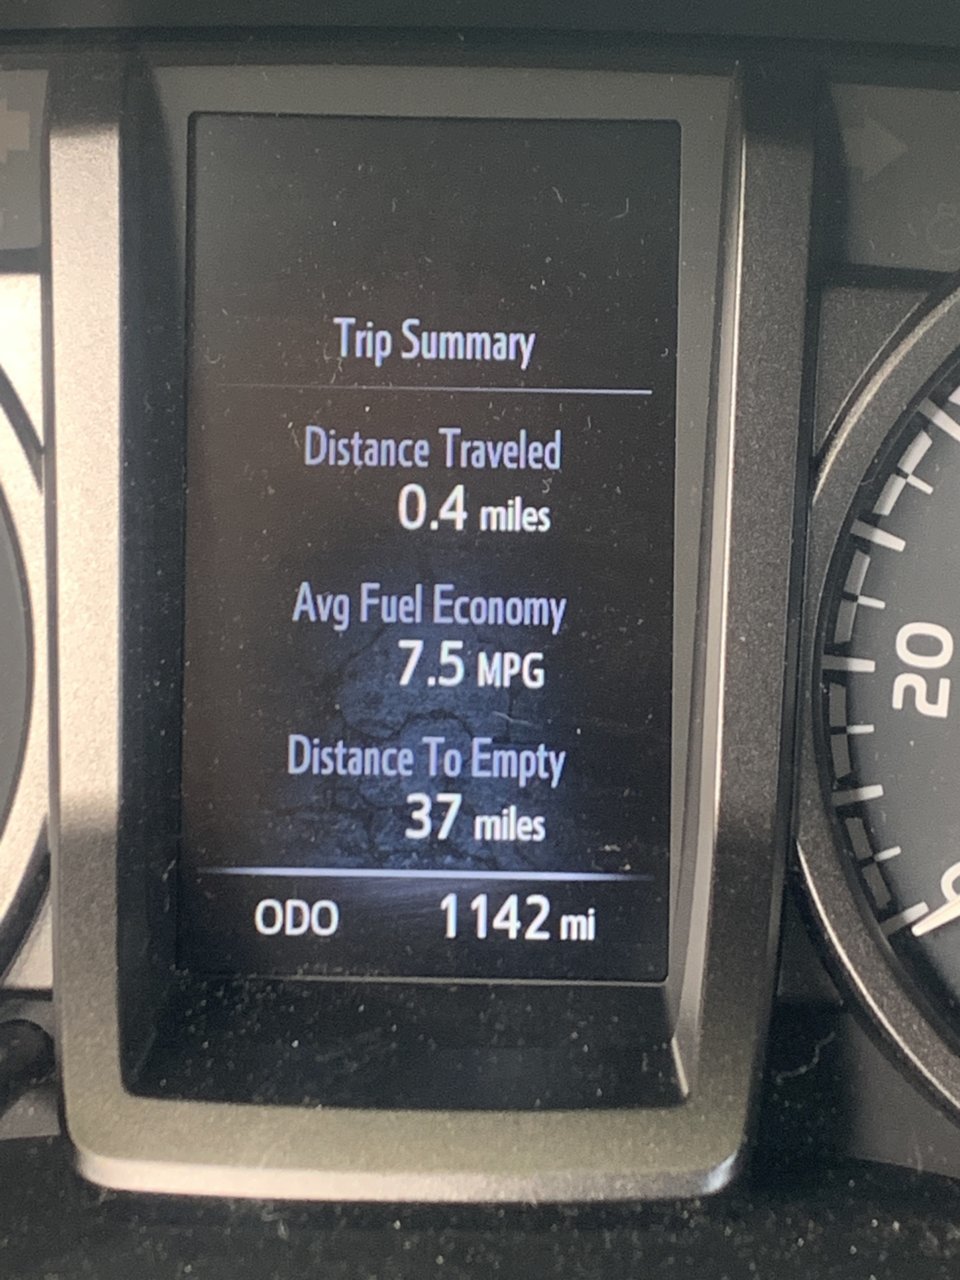 Trip Summary
Distance Traveled
0.4 miles
Avg Fuel Economy
7.5 MPG
Distance To Empty
37 miles
ODO 1142 mi
20